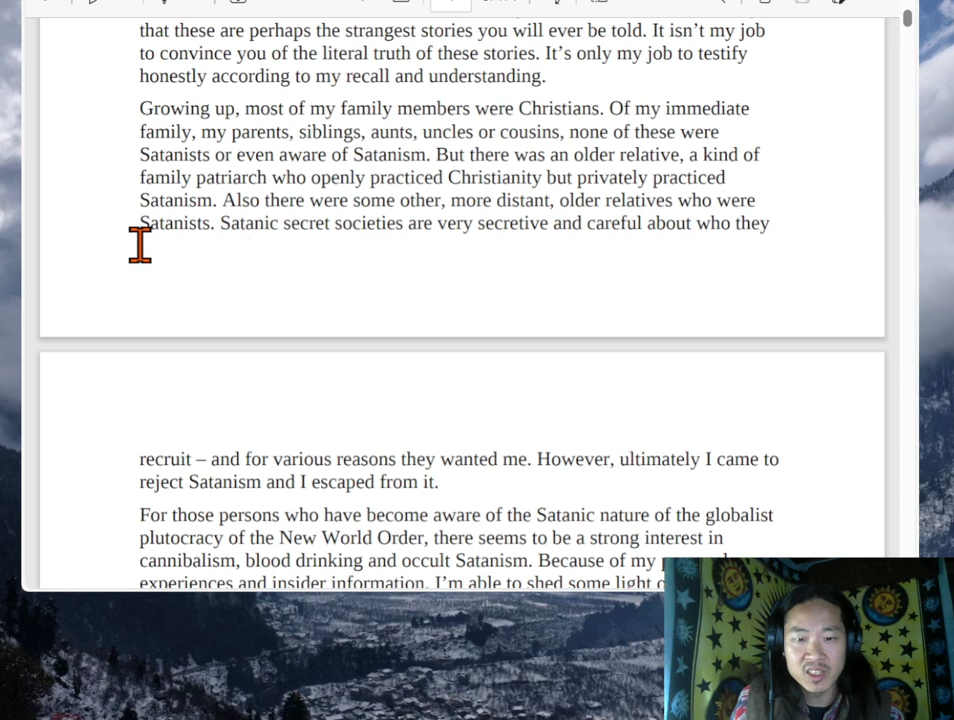 that these are perhaps the strangest stories you will ever be told. It isn’t my job
to convince you of the literal truth of these stories. It’s only my job to testify
honestly according to my recall and understanding.
Growing up, most of my family members were Christians. Of my immediate
family, my parents, siblings, aunts, uncles or cousins, none of these were
Satanists or even aware of Satanism. But there was an older relative, a kind of
family patriarch who openly practiced Christianity but privately practiced
Satanism. Also there were some other, more distant, older relatives who were
Satanists. Satanic secret societies are very secretive and careful about who they
recruit – and for various reasons they wanted me. However, ultimately I came to
reject Satanism and I escaped from it.
For those persons who have become aware of the Satanic nature of the globalist
plutocracy of the New World Order, there seems to be a strong interest in
cannibalism, blood drinking and occult Satanism. Because of my
experiences and insider information, I’m able to shed some light